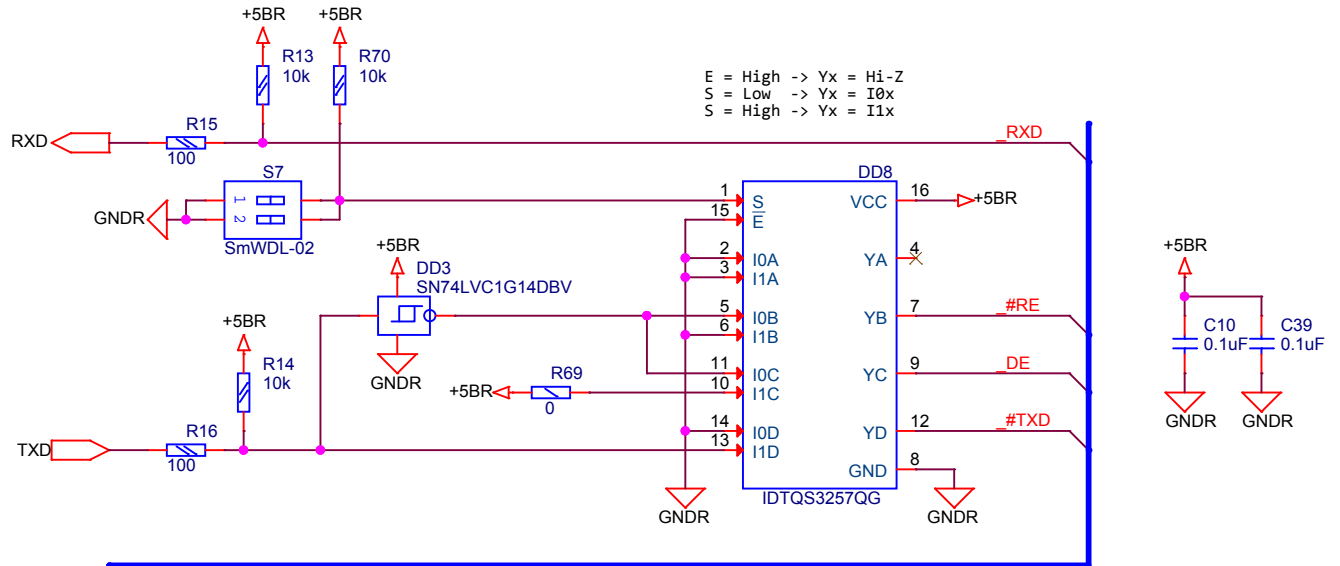 +5BR
+5BR
R13
10k
R70
10k
E = High -> Yx = Hi-Z
S = Low -> Yx = I0x
S = High -> Yx = I1x
RXD
R15
100
_RXD
S7
1
2
SmWDL-02
GNDR
DD8
1
S
15
E
2
I0A
3
I1A
5
I0B
6
I1B
11
I0C
10
I1C
14
I0D
13
I1D
VCC
16
+5BR
YA
4
YB
7
_#RE
YC
9
_DE
YD
12
_#TXD
GND
8
IDTQS3257QG
GNDR
GNDR
+5BR
DD3
SN74LVC1G14DBV
GNDR
+5BR
R69
0
+5BR
R14
10k
TXD
R16
100
+5BR
C10
0.1uF
C39
0.1uF
GNDR
GNDR